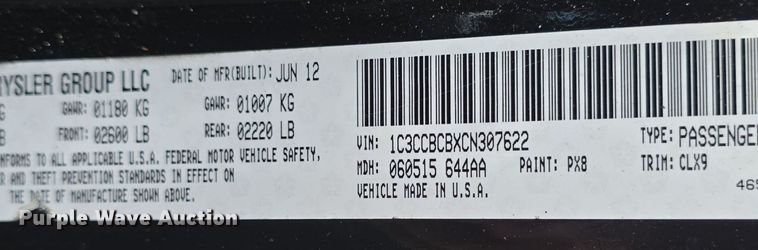 RYSLER GROUP LLC DATE OF MFR(BUILT): JUN 12
G GAWR: 01180 KG GAWR: 01007 KG
B FRONT: 02600 LB REAR: 02220 LB
NFORMS TO ALL APPLICABLE U.S.A. FEDERAL MOTOR VEHICLE SAFETY,
R AND THEFT PREVENTION STANDARDS IN EFFECT ON
THE DATE OF MANUFACTURE SHOWN ABOVE.
VIN: 1C3CCBCBXCN307622 TYPE: PASSENGE
MDH: 060515 644AA PAINT: PX8 TRIM: CLX9
VEHICLE MADE IN U.S.A. 465
Purple Wave Auction